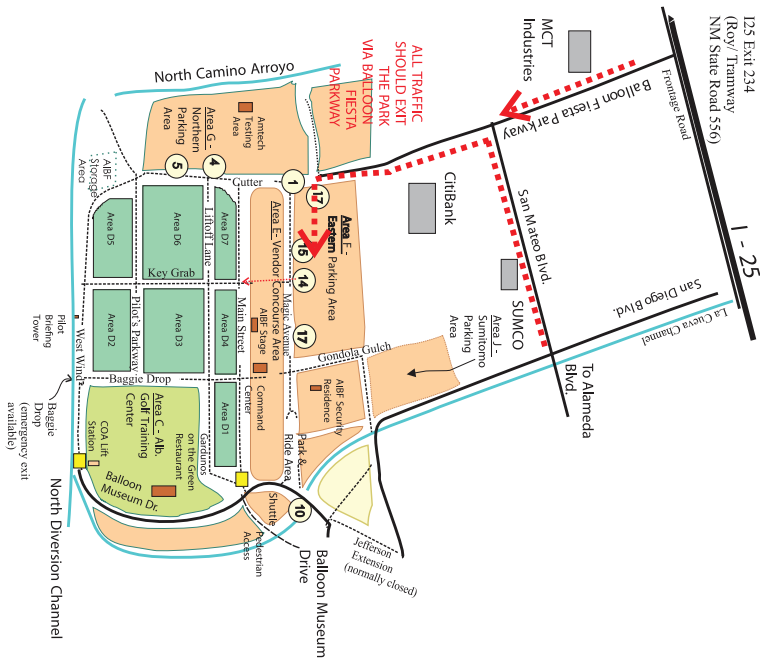 I25 Exit 234
(Roy/ Tramway
NM State Road 556)
I - 25
Frontage Road
MCT
Industries
Balloon Fiesta Parkway
ALL TRAFFIC
SHOULD EXIT
THE PARK
VIA BALLOON
FIESTA
PARKWAY
North Camino Arroyo
CitiBank
San Mateo Blvd.
SUMCO
San Diego Blvd.
La Cueva Channel
To Alameda
Blvd.
Area G -
Northern
Parking
Area
Amtech
Testing
Area
5
4
1
17
15
14
17
10
Area F -
Eastern Parking Area
Area E- Vendor Concourse Area
Area J -
Sumitomo
Parking
Area
Gutter
AIBF
Storage
Area
Area D5
Area D6
Area D7
Liftoff Lane
Key Grab
Magic Avenue
Main Street
AIBF Stage
Gondola Gulch
Area D2
Area D3
Area D4
Pilot's Parkway
West Wind
Pilot
Briefing
Tower
Baggie Drop
Area D1
Command
Center
AIBF Security
Residence
Park &
Ride Area
Area C - Alb.
Golf Training
Center
Gardunos
Restaurant
on the Green
COA Lift
Station
Balloon
Museum Dr.
Shuttle
Pedestrian
Access
Balloon Museum
Drive
Jefferson
Extension
(normally closed)
Baggie
Drop
(emergency exit
available)
North Diversion Channel